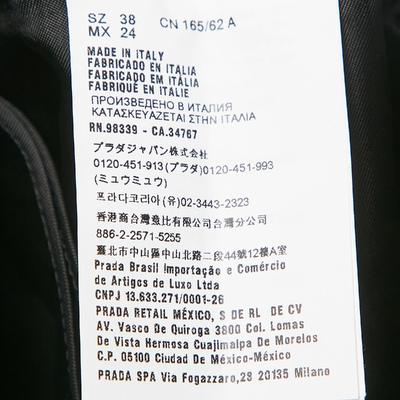 SZ 38 CN 165/62 A
MX 24
MADE IN ITALY
FABRICADO EN ITALIA
FABRICADO EM ITÁLIA
FABRIQUÉ EN ITALIE
ПРОИЗВЕДЕНО В ИТАЛИЯ
ΚΑΤΑΣΚΕΥΑΖΕΤΑΙ ΣΤΗΝ ΙΤΑΛΙΑ
RN.98339 - CA.34767
プラダジャパン株式会社
0120-451-913(プラダ)0120-451-993
(ミュウミュウ)
프라다코리아(유)02-3443-2323
香港商台灣意比有限公司台灣分公司
886-2-2571-5255
臺北市中山區中山北路二段44號12樓A室
Prada Brasil Importação e Comércio
de Artigos de Luxo Ltda
CNPJ 13.633.271/0001-26
PRADA RETAIL MÉXICO, S DE RL DE CV
AV. Vasco De Quiroga 3800 Col. Lomas
De Vista Hermosa Cuajimalpa De Morelos
C.P. 05100 Ciudad De México-México
PRADA SPA Via Fogazzaro,28 20135 Milano